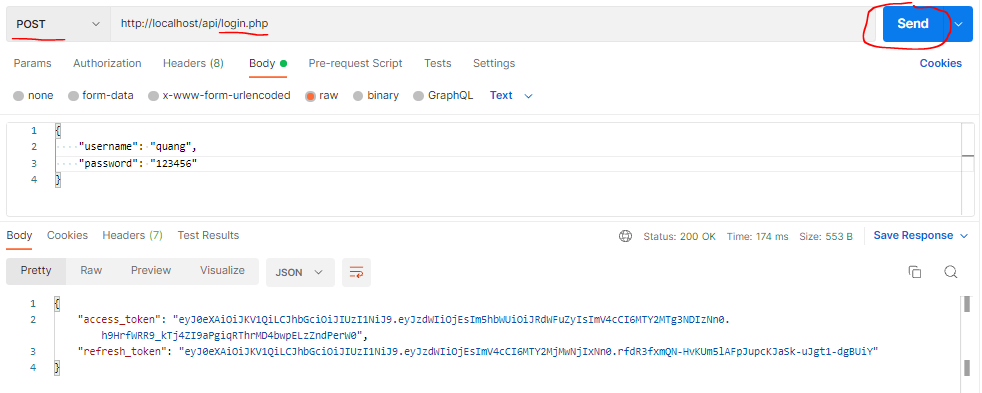 POST http://localhost/api/login.php Send
Params Authorization Headers (8) Body Pre-request Script Tests Settings Cookies
none form-data x-www-form-urlencoded raw binary GraphQL Text
1 {
2 "username": "quang",
3 "password": "123456"
4 }
Body Cookies Headers (7) Test Results Status: 200 OK Time: 174 ms Size: 553 B Save Response
Pretty Raw Preview Visualize JSON
1 {
2 "access_token": "eyJ0eXAiOiJKV1QiLCJhbGciOiJIUzI1NiJ9.eyJzdWIiOjEsIm5hbWUiOiJRdWFuZyIsImV4cCI6MTY2MTg3NDIzNn0.
h9HrfWRR9_kTj4ZI9aPgiqRThrMD4bwpELzZndPerW0",
3 "refresh_token": "eyJ0eXAiOiJKV1QiLCJhbGciOiJIUzI1NiJ9.eyJzdWIiOjEsImV4cCI6MTY2MjMwNjIxNn0.rfdR3fxmQN-HvKUm5lAFpJupcKJaSk-uJgt1-dgBUiY"
4 }